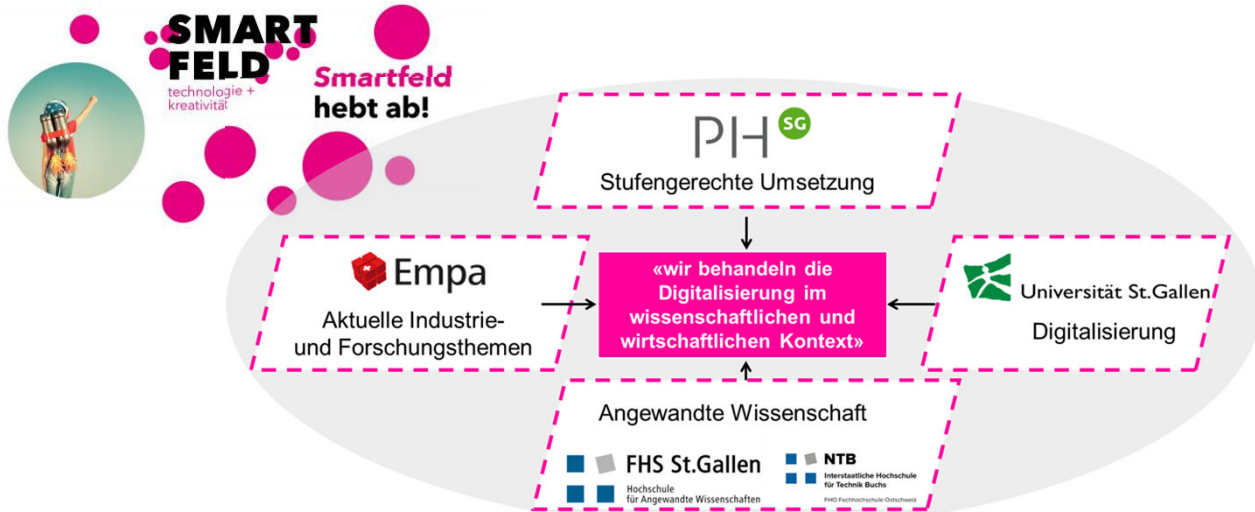 SMART
FELD
technologie +
kreativität
Smartfeld
hebt ab!
PH SG
Stufengerechte Umsetzung
Empa
Aktuelle Industrie-
und Forschungsthemen
«wir behandeln die
Digitalisierung im
wissenschaftlichen und
wirtschaftlichen Kontext»
Universität St.Gallen
Digitalisierung
Angewandte Wissenschaft
FHS St.Gallen
Hochschule
für Angewandte Wissenschaften
NTB
Interstaatliche Hochschule
für Technik Buchs
FHO Fachhochschule Ostschweiz